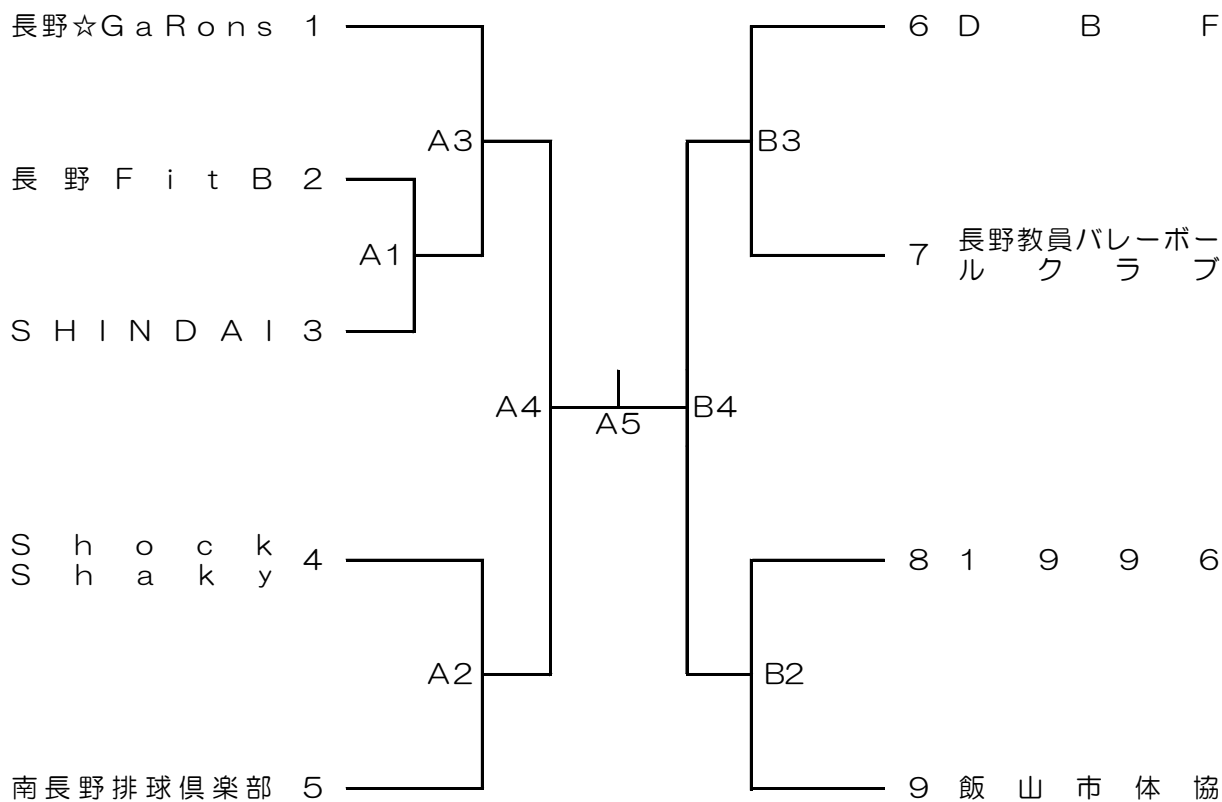 長野☆GaRons 1
6 DBF
A3
B3
長野FitB 2
A1
7 長野教員バレーボー
ルクラブ
SHINDAI 3
A4
A5
B4
Shock
Shaky 4
8 1996
A2
B2
南長野排球倶楽部 5
9 飯山市体協